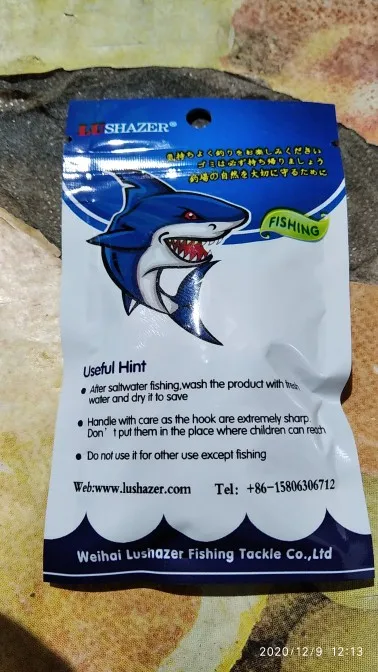 LUSHAZER®
気持ちよく釣りをお楽しみください
ゴミは必ず持ち帰りましょう
釣場の自然を大切に守るために
FISHING
Useful Hint
• After saltwater fishing,wash the product with fresh
water and dry it to save
• Handle with care as the hook are extremely sharp
Don't put them in the place where children can reach
• Do not use it for other use except fishing
Web:www.lushazer.com Tel: +86-15806306712
Weihai Lushazer Fishing Tackle Co.,Ltd
2020/12/9 12:13